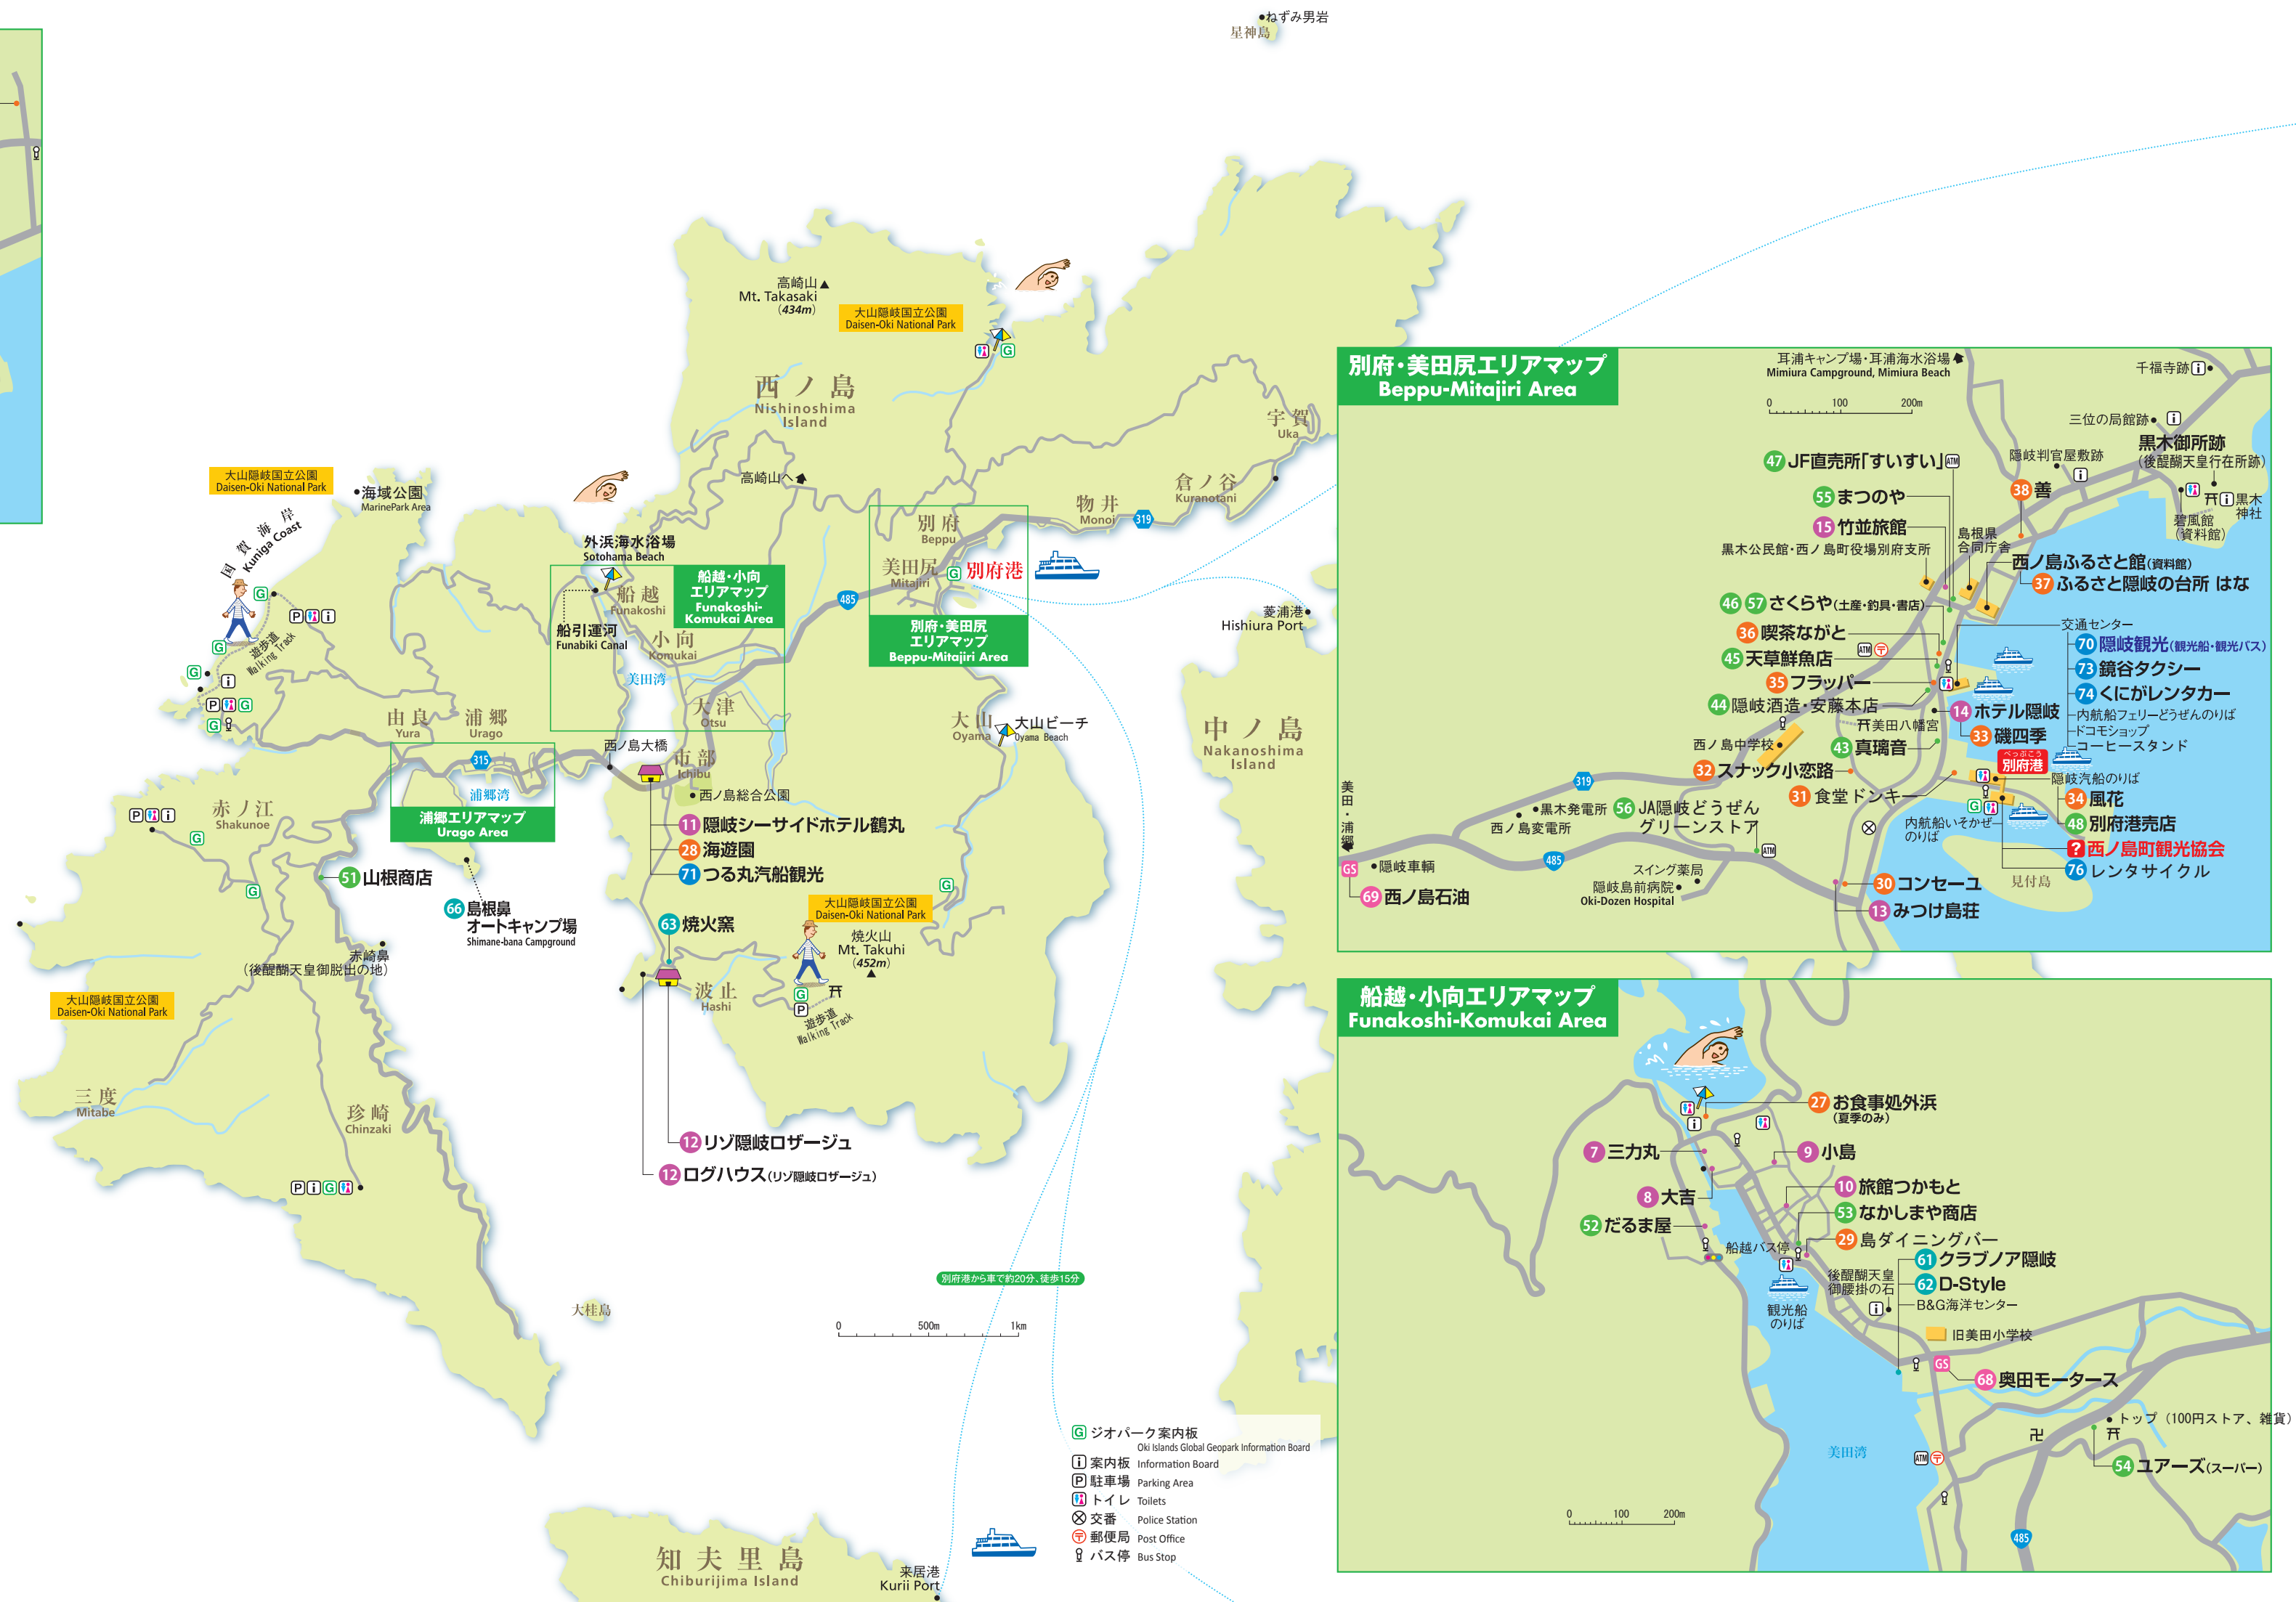 ねずみ男岩
星神島
高崎山
Mt. Takasaki
(434m)
大山隠岐国立公園
Daisen-Oki National Park
G
西ノ島
Nishinoshima
Island
宇賀
Uka
高崎山へ
倉ノ谷
Kuranotani
物井
Monoi
319
大山隠岐国立公園
Daisen-Oki National Park
海域公園
MarinePark Area
国賀海岸
Kuniga Coast
G
P
i
遊歩道
Walking Track
G
G
i
P
G
G
外浜海水浴場
Sotohama Beach
船越
Funakoshi
船越・小向
エリアマップ
Funakoshi-
Komukai Area
船引運河
Funabiki Canal
小向
Komukai
美田湾
485
別府
Beppu
美田尻
Mitajiri
G
別府港
別府・美田尻
エリアマップ
Beppu-Mitajiri Area
菱浦港
Hishiura Port
中ノ島
Nakanoshima
Island
大津
Otsu
大山
Oyama
大山ビーチ
Oyama Beach
由良
Yura
浦郷
Urago
西ノ島大橋
市部
Ichibu
315
浦郷湾
浦郷エリアマップ
Urago Area
西ノ島総合公園
11 隠岐シーサイドホテル鶴丸
28 海遊園
71 つる丸汽船観光
赤ノ江
Shakunoe
P
i
G
G
51 山根商店
66 島根鼻
オートキャンプ場
Shimane-bana Campground
赤崎鼻
(後醍醐天皇御脱出の地)
63 焼火窯
大山隠岐国立公園
Daisen-Oki National Park
G
焼火山
Mt. Takuhi
(452m)
波止
Hashi
G
P
遊歩道
Walking Track
大山隠岐国立公園
Daisen-Oki National Park
三度
Mitabe
珍崎
Chinzaki
P
i
G
12 リゾ隠岐ロザージュ
12 ログハウス(リゾ隠岐ロザージュ)
大桂島
別府港から車で約20分、徒歩15分
0 500m 1km
知夫里島
Chiburijima Island
来居港
Kurii Port
G ジオパーク案内板
Oki Islands Global Geopark Information Board
i 案内板 Information Board
P 駐車場 Parking Area
トイレ Toilets
交番 Police Station
〒 郵便局 Post Office
バス停 Bus Stop
別府・美田尻エリアマップ
Beppu-Mitajiri Area
耳浦キャンプ場・耳浦海水浴場
Mimiura Campground, Mimiura Beach
0 100 200m
千福寺跡 i
三位の局館跡 i
黒木御所跡
(後醍醐天皇行在所跡)
隠岐判官屋敷跡
i
i
黒木
神社
碧風館
(資料館)
47 JF直売所「すいすい」 ATM
55 まつのや
38 善
15 竹並旅館
島根県
合同庁舎
黒木公民館・西ノ島町役場別府支所
西ノ島ふるさと館(資料館)
37 ふるさと隠岐の台所 はな
46 57 さくらや(土産・釣具・書店)
36 喫茶ながと
ATM 〒
45 天草鮮魚店
35 フラッパー
44 隠岐酒造・安藤本店
交通センター
70 隠岐観光(観光船・観光バス)
73 鏡谷タクシー
74 くにがレンタカー
内航船フェリーどうぜんのりば
ドコモショップ
コーヒースタンド
14 ホテル隠岐
33 磯四季
美田八幡宮
43 真璃音
西ノ島中学校
32 スナック小恋路
31 食堂ドンキー
べっぷこう
別府港
隠岐汽船のりば
34 風花
48 別府港売店
G
内航船いそかぜ
のりば
? 西ノ島町観光協会
76 レンタサイクル
見付島
319
黒木発電所
西ノ島変電所
56 JA隠岐どうぜん
グリーンストア
ATM
美田・浦郷
485
GS
隠岐車輌
69 西ノ島石油
スイング薬局
隠岐島前病院
Oki-Dozen Hospital
30 コンセーユ
13 みつけ島荘
船越・小向エリアマップ
Funakoshi-Komukai Area
27 お食事処外浜
(夏季のみ)
i
7 三力丸
9 小島
8 大吉
10 旅館つかもと
53 なかしまや商店
52 だるま屋
29 島ダイニングバー
船越バス停
61 クラブノア隠岐
62 D-Style
B&G海洋センター
後醍醐天皇
御腰掛の石
i
観光船
のりば
旧美田小学校
GS
68 奥田モータース
トップ（100円ストア、雑貨）
卍
美田湾
ATM 〒
54 ユアーズ(スーパー)
0 100 200m
485